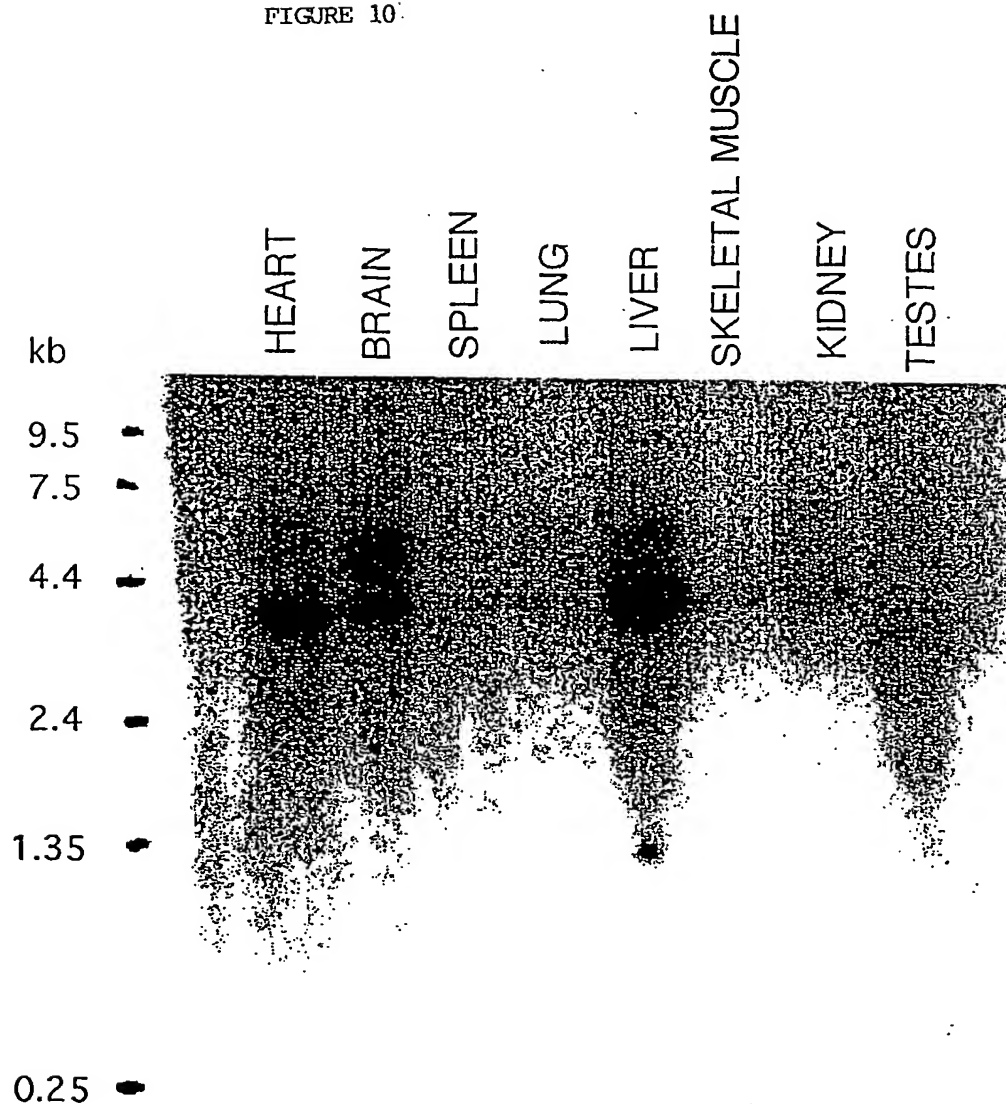 FIGURE 10
HEART
BRAIN
SPLEEN
LUNG
LIVER
SKELETAL MUSCLE
KIDNEY
TESTES
kb
9.5
7.5
4.4
2.4
1.35
0.25